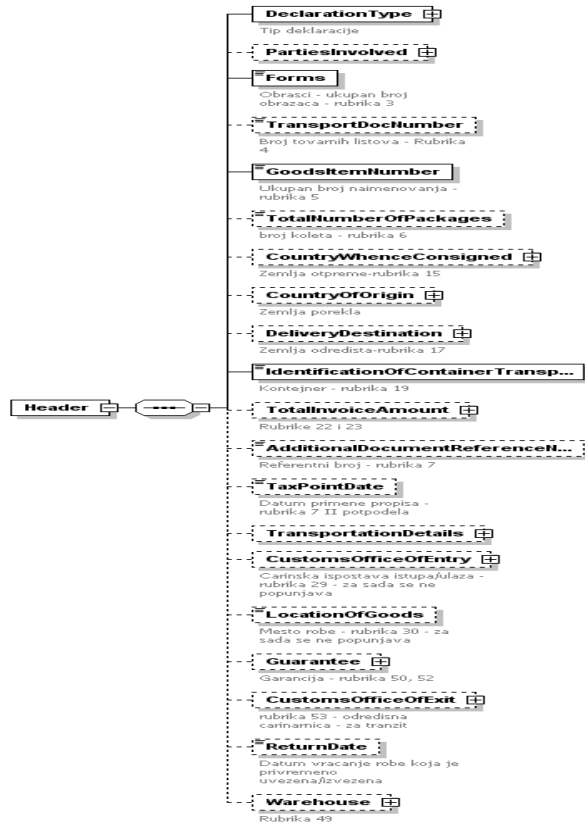 DeclarationType
Tip deklaracije
PartiesInvolved
Forms
Obrasci - ukupan broj
obrazaca - rubrika 3
TransportDocNumber
Broj tovarnih listova - Rubrika
4
GoodsItemNumber
Ukupan broj naimenovanja -
rubrika 5
TotalNumberOfPackages
broj koleta - rubrika 6
CountryWhenceConsigned
Zemlja otpreme-rubrika 15
CountryOfOrigin
Zemlja porekla
DeliveryDestination
Zemlja odredista-rubrika 17
IdentificationOfContainerTransp...
Kontejner - rubrika 19
Header
TotalInvoiceAmount
Rubrike 22 i 23
AdditionalDocumentReferenceN...
Referentni broj - rubrika 7
TaxPointDate
Datum primene propisa -
rubrika 7 II potpodela
TransportationDetails
CustomsOfficeOfEntry
Carinska ispostava istupa/ulaza -
rubrika 29 - za sada se ne
popunjava
LocationOfGoods
Mesto robe - rubrika 30 - za
sada se ne popunjava
Guarantee
Garancija - rubrika 50, 52
CustomsOfficeOfExit
rubrika 53 - odredisna
carinarnica - za tranzit
ReturnDate
Datum vracanje robe koja je
privremeno
uvezena/izvezena
Warehouse
Rubrika 49